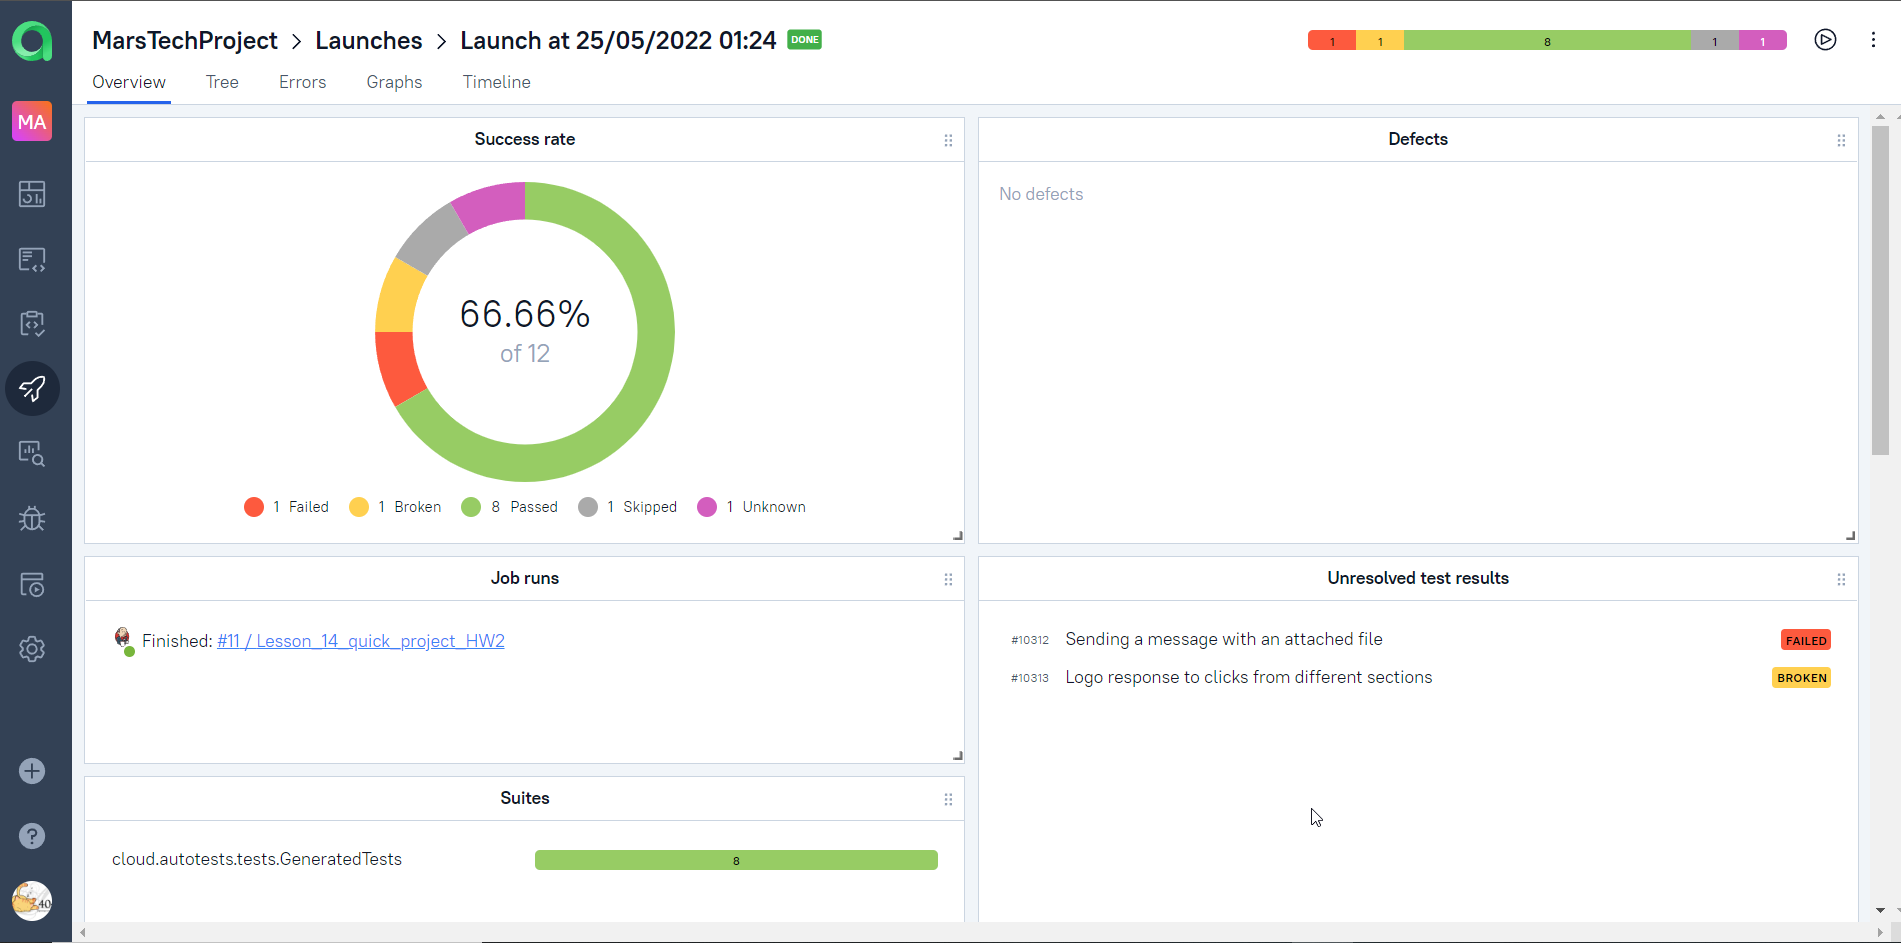 MarsTechProject > Launches > Launch at 25/05/2022 01:24 DONE
1 1 8 1 1
MA
Overview Tree Errors Graphs Timeline
Success rate
66.66%
of 12
1 Failed 1 Broken 8 Passed 1 Skipped 1 Unknown
Defects
No defects
Job runs
Finished: #11 / Lesson_14_quick_project_HW2
Unresolved test results
#10312 Sending a message with an attached file FAILED
#10313 Logo response to clicks from different sections BROKEN
Suites
cloud.autotests.tests.GeneratedTests 8
40